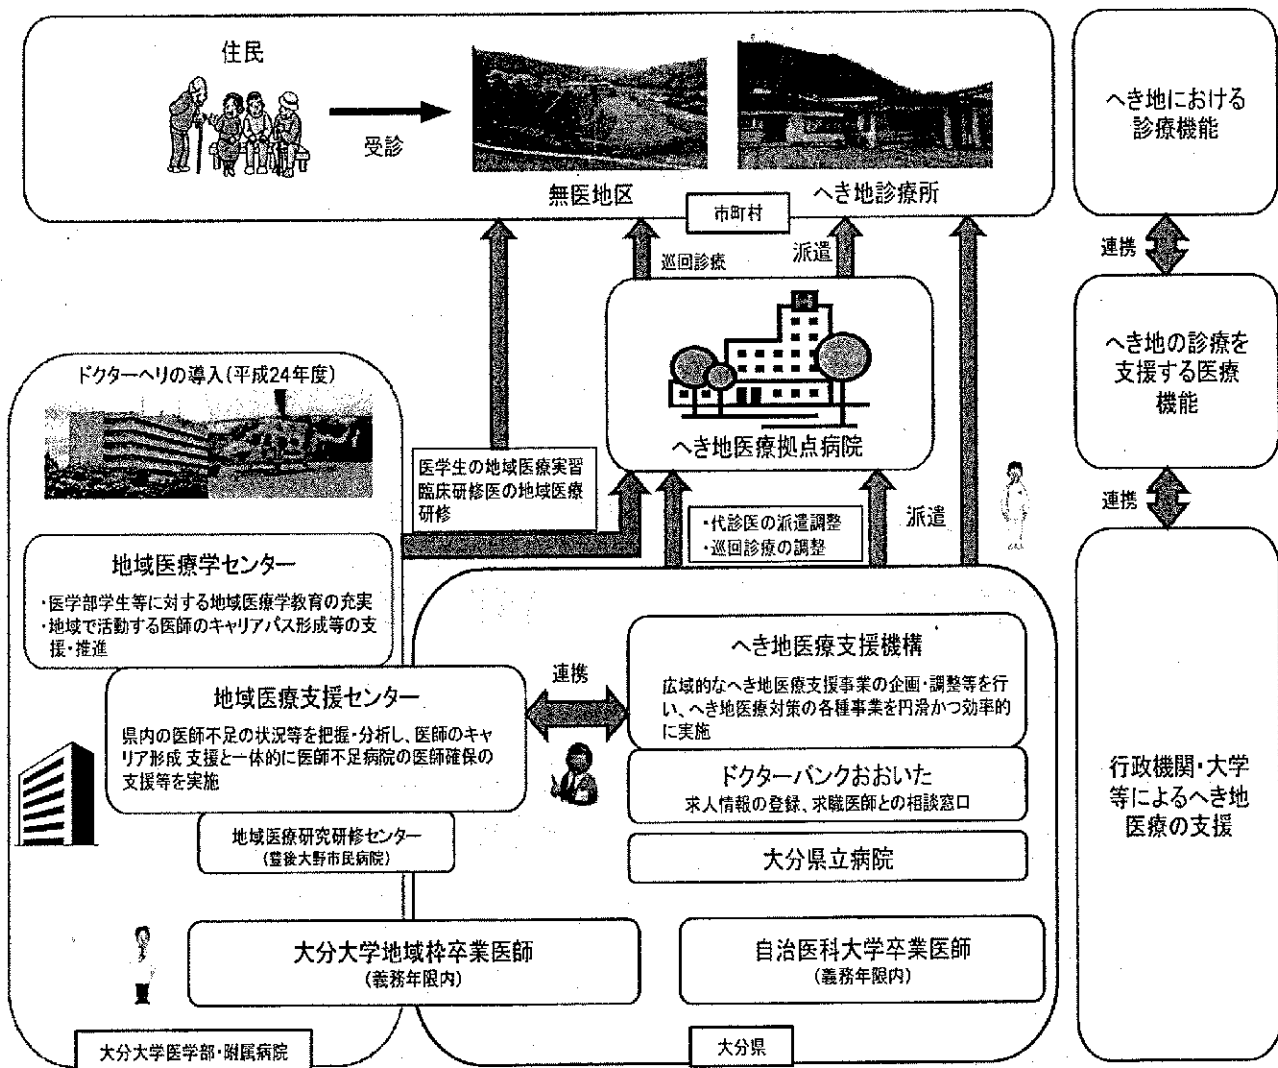 住民
受診
無医地区
へき地診療所
市町村
へき地における
診療機能
連携
巡回診療
派遣
へき地医療拠点病院
へき地の診療を
支援する医療
機能
連携
ドクターヘリの導入(平成24年度)
医学生の地域医療実習
臨床研修医の地域医療
研修
・代診医の派遣調整
・巡回診療の調整
派遣
地域医療学センター
・医学部学生等に対する地域医療学教育の充実
・地域で活動する医師のキャリアパス形成等の支
援・推進
地域医療支援センター
県内の医師不足の状況等を把握・分析し、医師のキャ
リア形成 支援と一体的に医師不足病院の医師確保の
支援等を実施
地域医療研究研修センター
(豊後大野市民病院)
連携
へき地医療支援機構
広域的なへき地医療支援事業の企画・調整等を行
い、へき地医療対策の各種事業を円滑かつ効率的
に実施
ドクターバンクおおいた
求人情報の登録、求職医師との相談窓口
大分県立病院
行政機関・大学
等によるへき地
医療の支援
大分大学地域枠卒業医師
(義務年限内)
自治医科大学卒業医師
(義務年限内)
大分大学医学部・附属病院
大分県